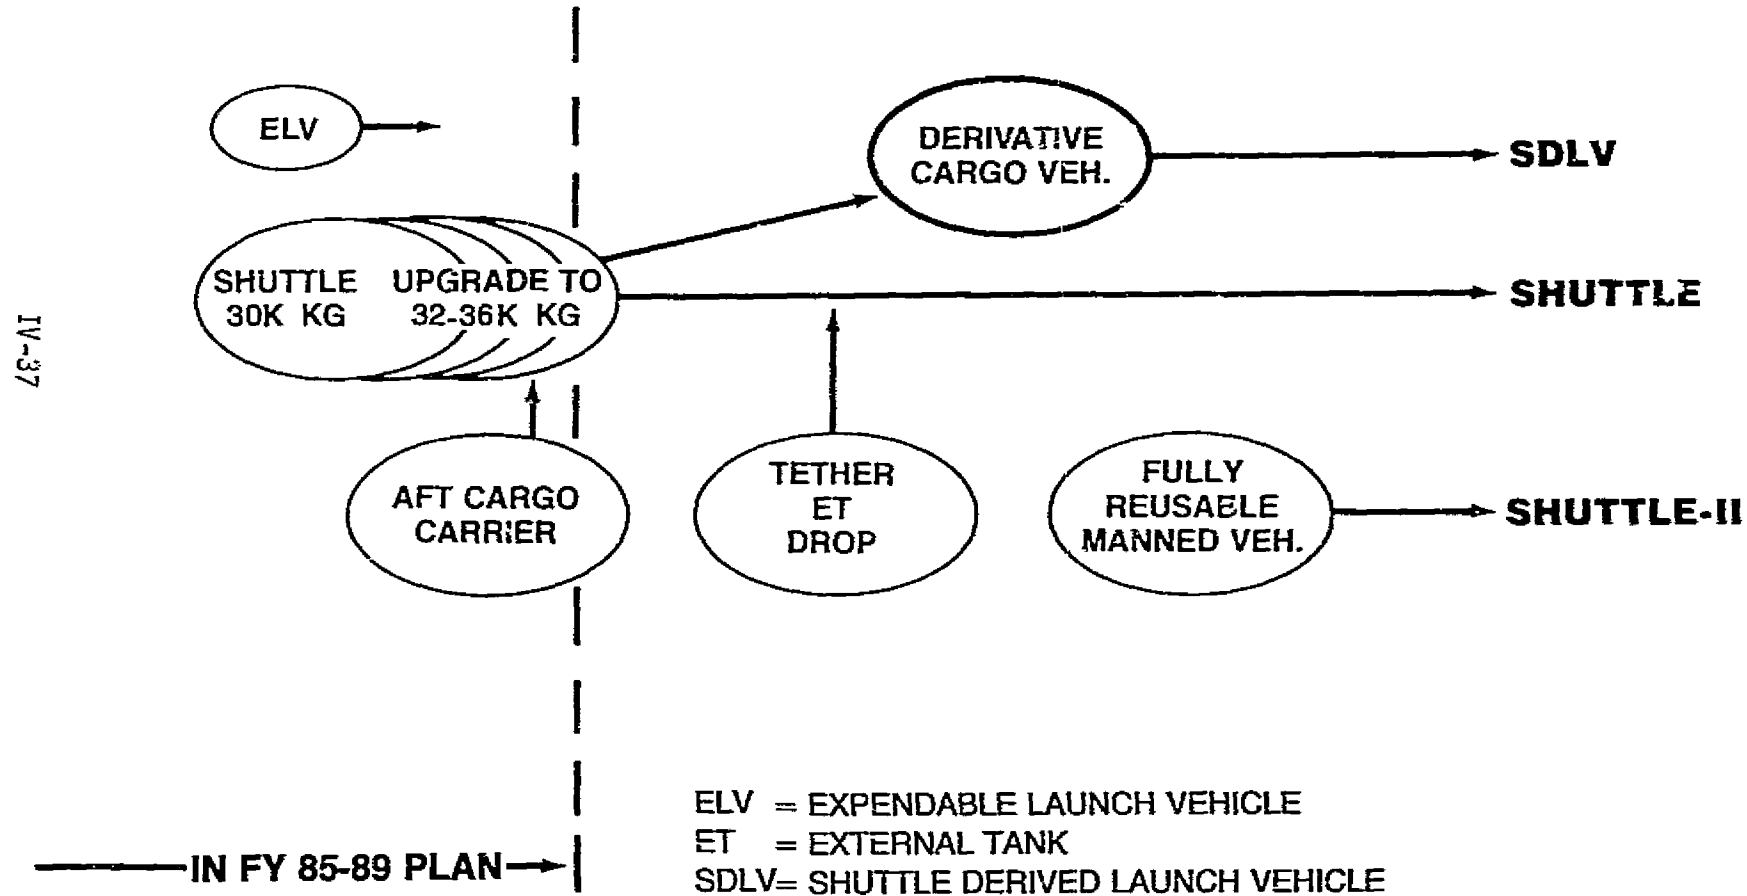 ELV
DERIVATIVE
CARGO VEH.
SDLV
SHUTTLE
30K KG
UPGRADE TO
32-36K KG
SHUTTLE
IV-37
AFT CARGO
CARRIER
TETHER
ET
DROP
FULLY
REUSABLE
MANNED VEH.
SHUTTLE-II
IN FY 85-89 PLAN
ELV = EXPENDABLE LAUNCH VEHICLE
ET = EXTERNAL TANK
SDLV= SHUTTLE DERIVED LAUNCH VEHICLE